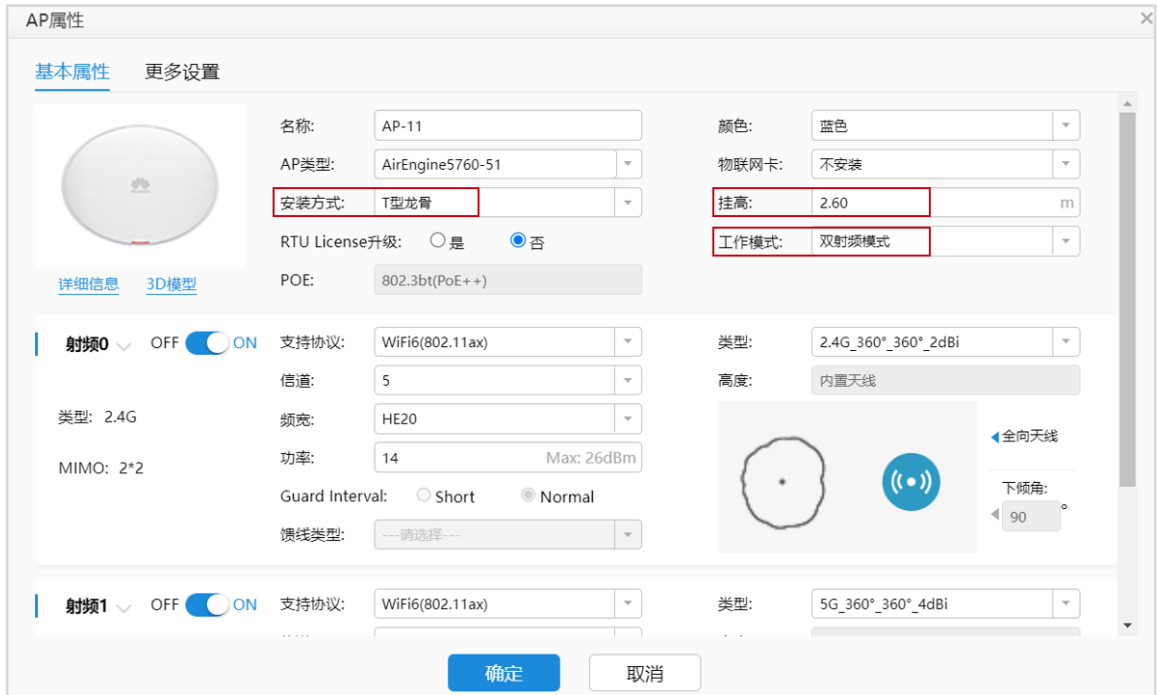 AP属性
基本属性 更多设置
名称: AP-11 颜色: 蓝色
AP类型: AirEngine5760-51 物联网卡: 不安装
安装方式: T型龙骨 挂高: 2.60 m
RTU License升级: 是 否 工作模式: 双射频模式
详细信息 3D模型 POE: 802.3bt(PoE++)
射频0 OFF ON 支持协议: WiFi6(802.11ax) 类型: 2.4G_360°_360°_2dBi
信道: 5 高度: 内置天线
类型: 2.4G 频宽: HE20
全向天线
MIMO: 2*2 功率: 14 Max: 26dBm
Guard Interval: Short Normal 下倾角:
90 °
馈线类型: ---请选择---
射频1 OFF ON 支持协议: WiFi6(802.11ax) 类型: 5G_360°_360°_4dBi
确定 取消